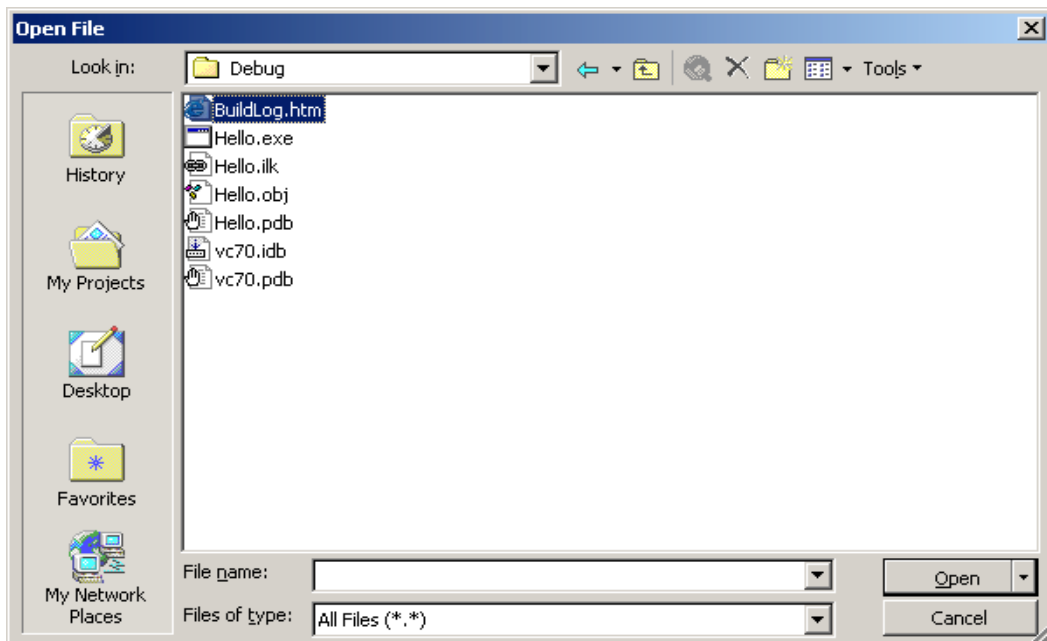 Open File
Look in:
Debug
Tools
History
My Projects
Desktop
Favorites
My Network
Places
BuildLog.htm
Hello.exe
Hello.ilk
Hello.obj
Hello.pdb
vc70.idb
vc70.pdb
File name:
Open
Files of type:
All Files (*.*)
Cancel